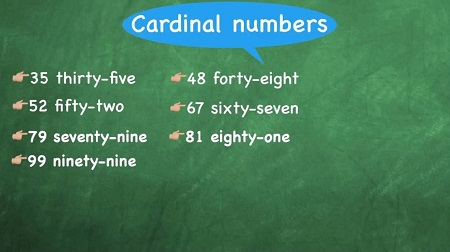 Cardinal numbers
35 thirty-five
48 forty-eight
52 fifty-two
67 sixty-seven
79 seventy-nine
81 eighty-one
99 ninety-nine